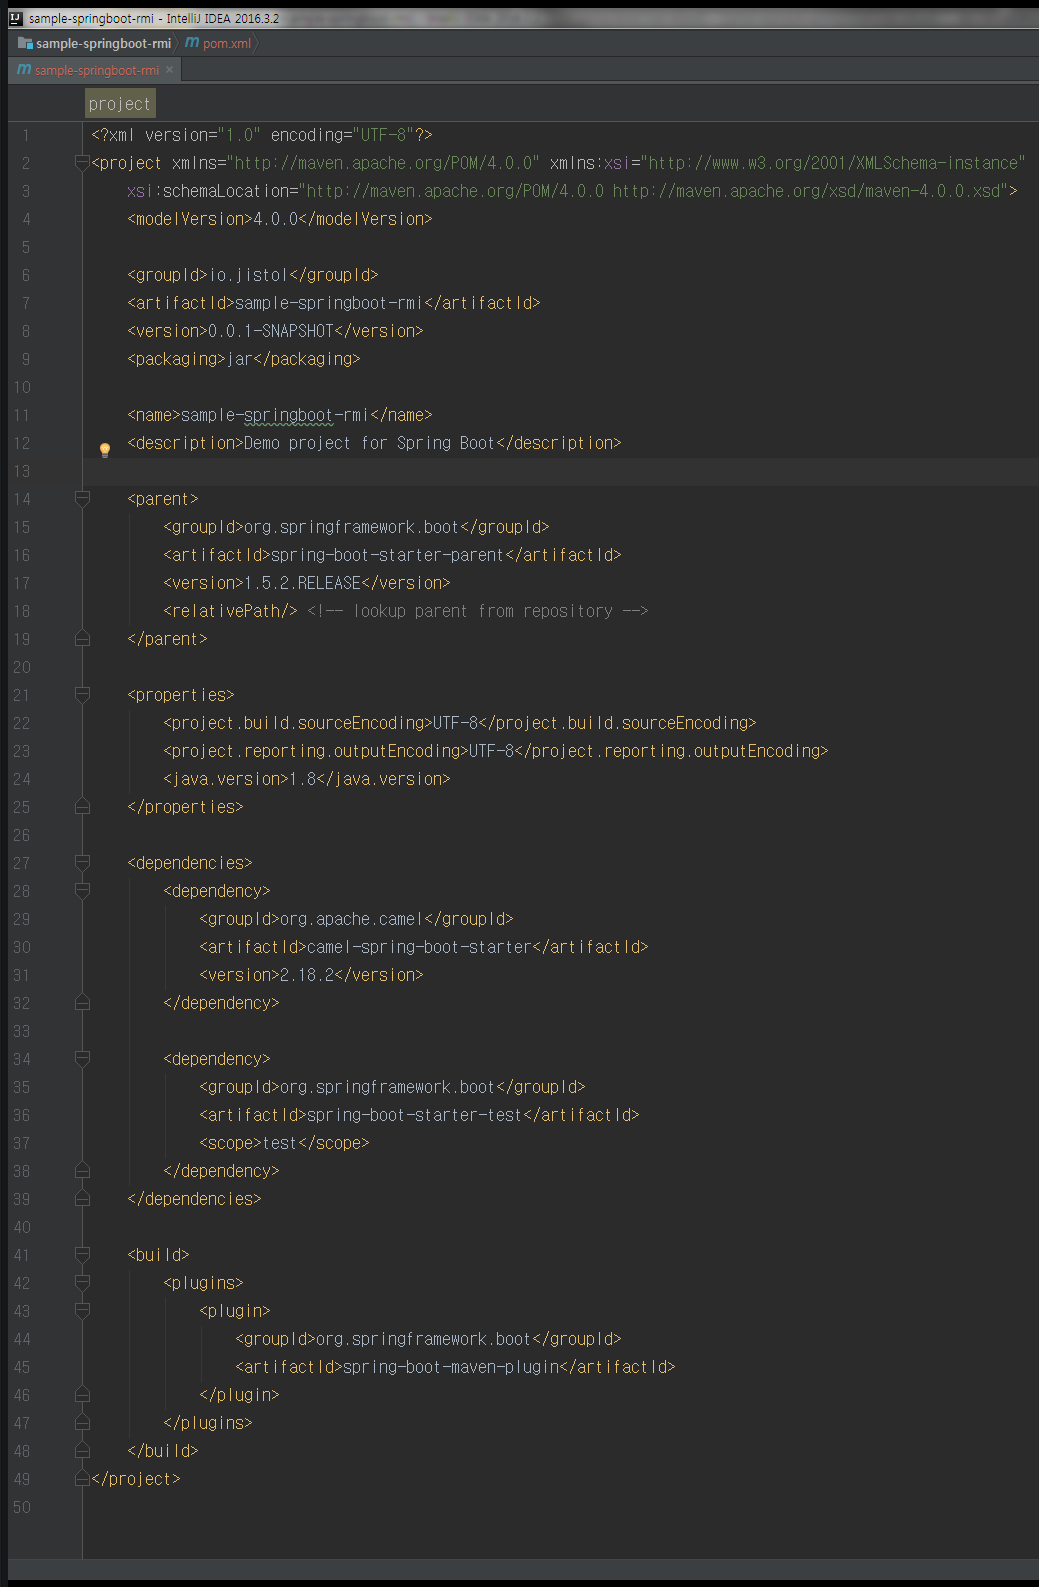 sample-springboot-rmi - IntelliJ IDEA 2016.3.2
sample-springboot-rmi pom.xml
sample-springboot-rmi
project
1 <?xml version="1.0" encoding="UTF-8"?>
2 <project xmlns="http://maven.apache.org/POM/4.0.0" xmlns:xsi="http://www.w3.org/2001/XMLSchema-instance"
3 xsi:schemaLocation="http://maven.apache.org/POM/4.0.0 http://maven.apache.org/xsd/maven-4.0.0.xsd">
4 <modelVersion>4.0.0</modelVersion>
5
6 <groupId>io.jistol</groupId>
7 <artifactId>sample-springboot-rmi</artifactId>
8 <version>0.0.1-SNAPSHOT</version>
9 <packaging>jar</packaging>
10
11 <name>sample-springboot-rmi</name>
12 <description>Demo project for Spring Boot</description>
13
14 <parent>
15 <groupId>org.springframework.boot</groupId>
16 <artifactId>spring-boot-starter-parent</artifactId>
17 <version>1.5.2.RELEASE</version>
18 <relativePath/> <!-- lookup parent from repository -->
19 </parent>
20
21 <properties>
22 <project.build.sourceEncoding>UTF-8</project.build.sourceEncoding>
23 <project.reporting.outputEncoding>UTF-8</project.reporting.outputEncoding>
24 <java.version>1.8</java.version>
25 </properties>
26
27 <dependencies>
28 <dependency>
29 <groupId>org.apache.camel</groupId>
30 <artifactId>camel-spring-boot-starter</artifactId>
31 <version>2.18.2</version>
32 </dependency>
33
34 <dependency>
35 <groupId>org.springframework.boot</groupId>
36 <artifactId>spring-boot-starter-test</artifactId>
37 <scope>test</scope>
38 </dependency>
39 </dependencies>
40
41 <build>
42 <plugins>
43 <plugin>
44 <groupId>org.springframework.boot</groupId>
45 <artifactId>spring-boot-maven-plugin</artifactId>
46 </plugin>
47 </plugins>
48 </build>
49 </project>
50